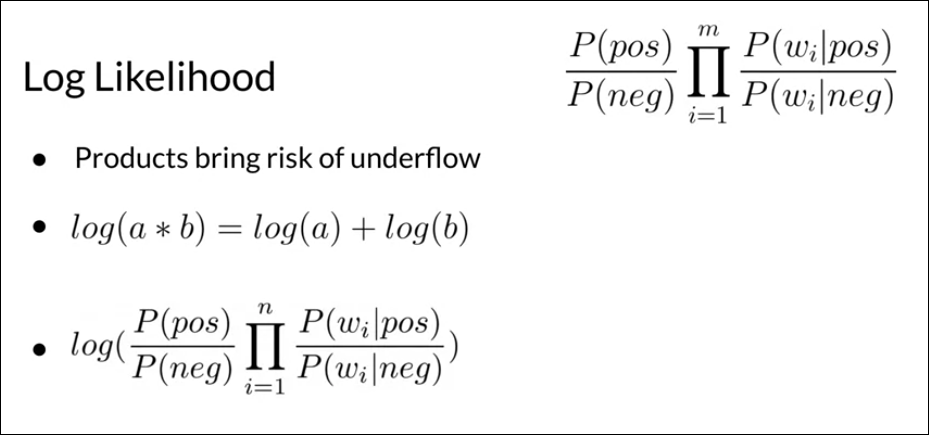 Log Likelihood
\frac{P(pos)}{P(neg)} \prod_{i=1}^{m} \frac{P(w_i|pos)}{P(w_i|neg)}
● Products bring risk of underflow
● log(a * b) = log(a) + log(b)
● log(\frac{P(pos)}{P(neg)} \prod_{i=1}^{n} \frac{P(w_i|pos)}{P(w_i|neg)})